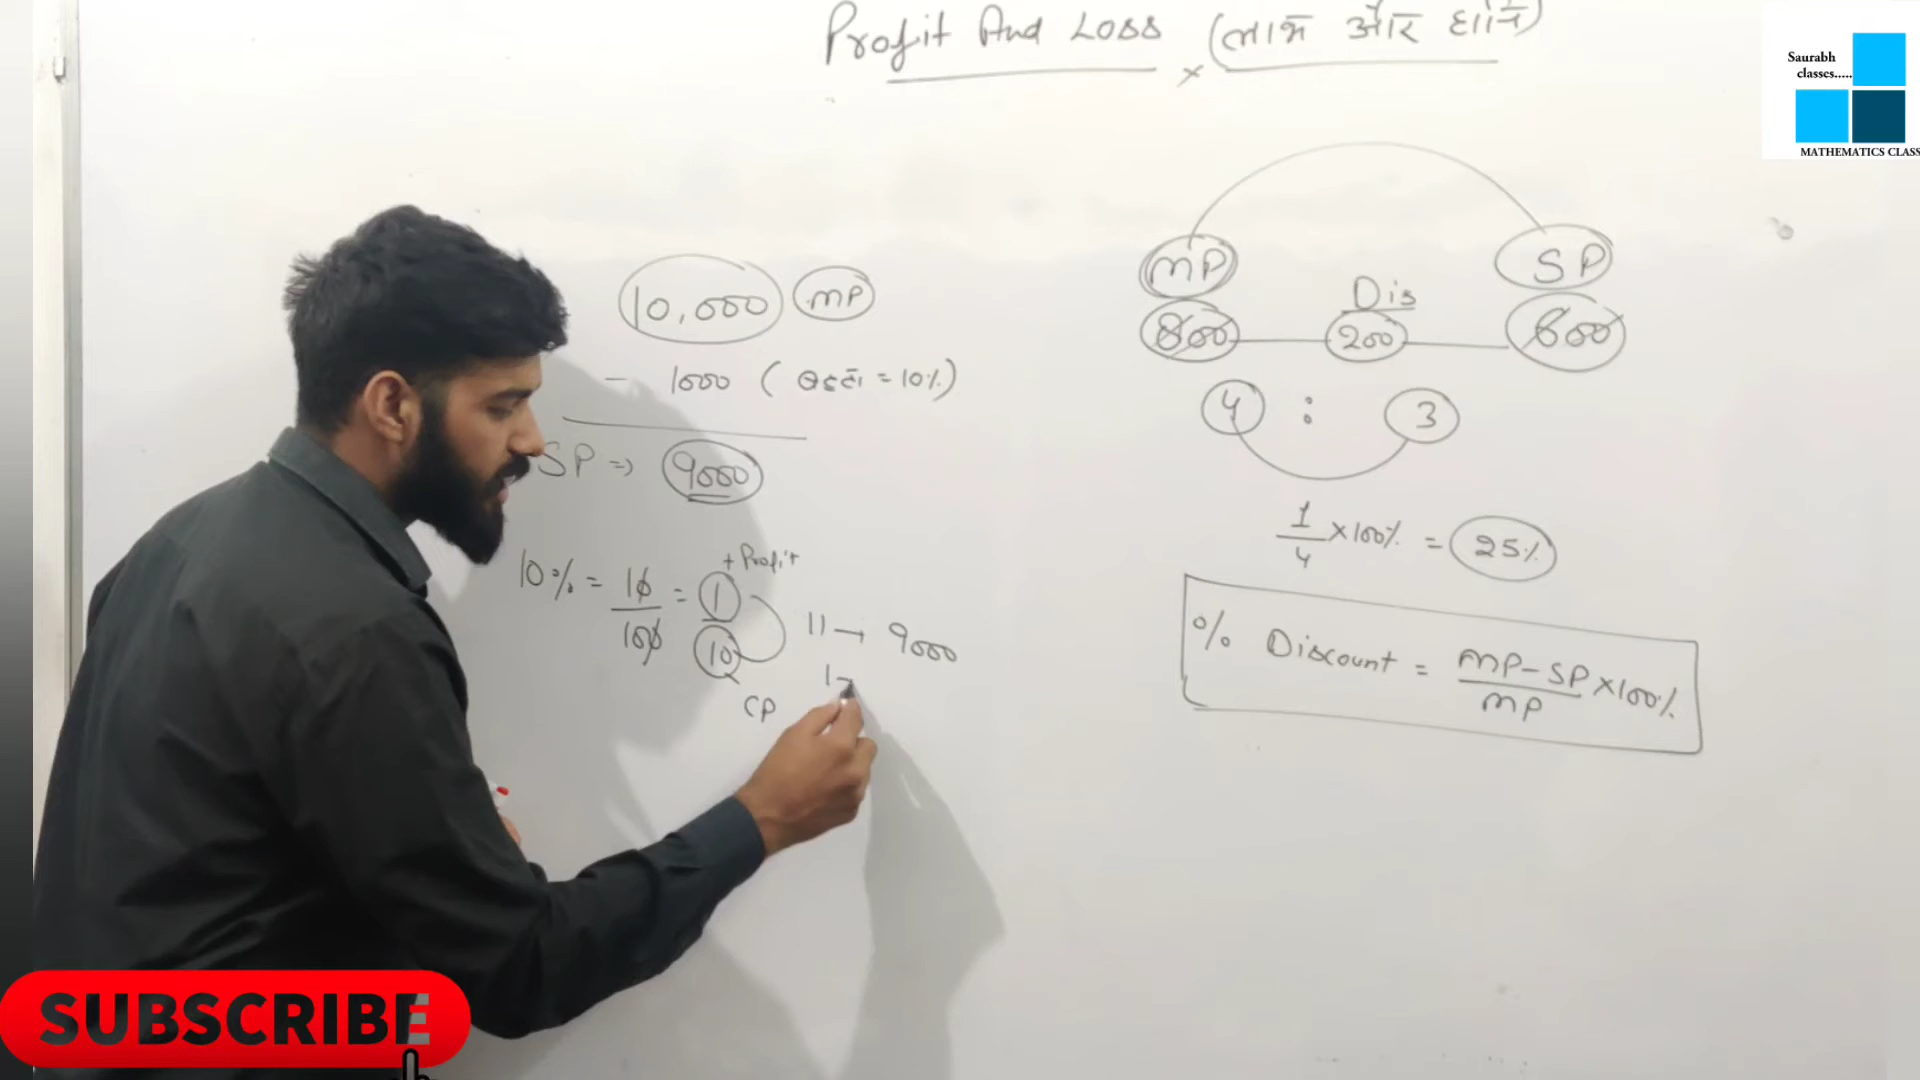 Profit And Loss (लाभ और हानि)
×
Saurabh
classes.....
MATHEMATICS CLASS
10,000 MP
- 1000 (बट्टा = 10%)
SP => 9000
10% = 10/100 = 1/10
+ Profit
CP
11 → 9000
1 →
MP SP
Dis
800 200 600
4 : 3
1/4 × 100% = 25%
% Discount = MP - SP/MP × 100%
SUBSCRIBE